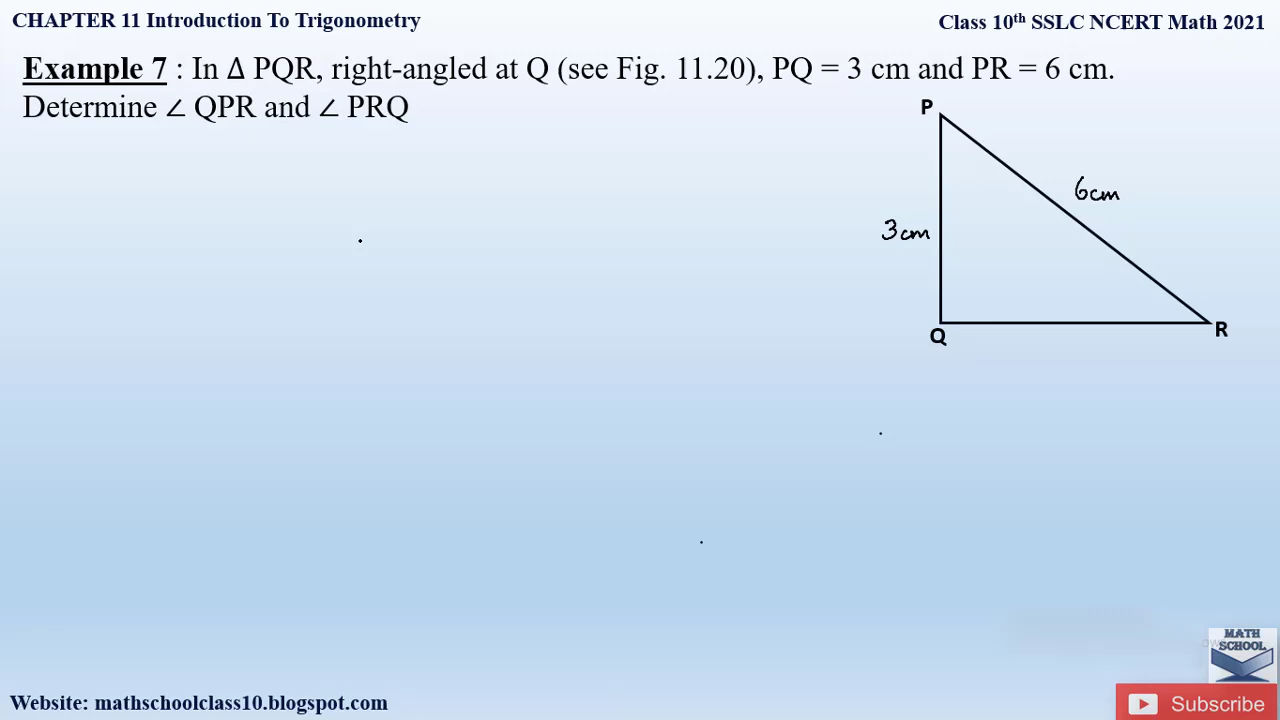 CHAPTER 11 Introduction To Trigonometry
Class 10th SSLC NCERT Math 2021
Example 7 : In Δ PQR, right-angled at Q (see Fig. 11.20), PQ = 3 cm and PR = 6 cm.
Determine ∠ QPR and ∠ PRQ
P
6cm
3cm
Q
R
MATH
SCHOOL
Website: mathschoolclass10.blogspot.com
Subscribe